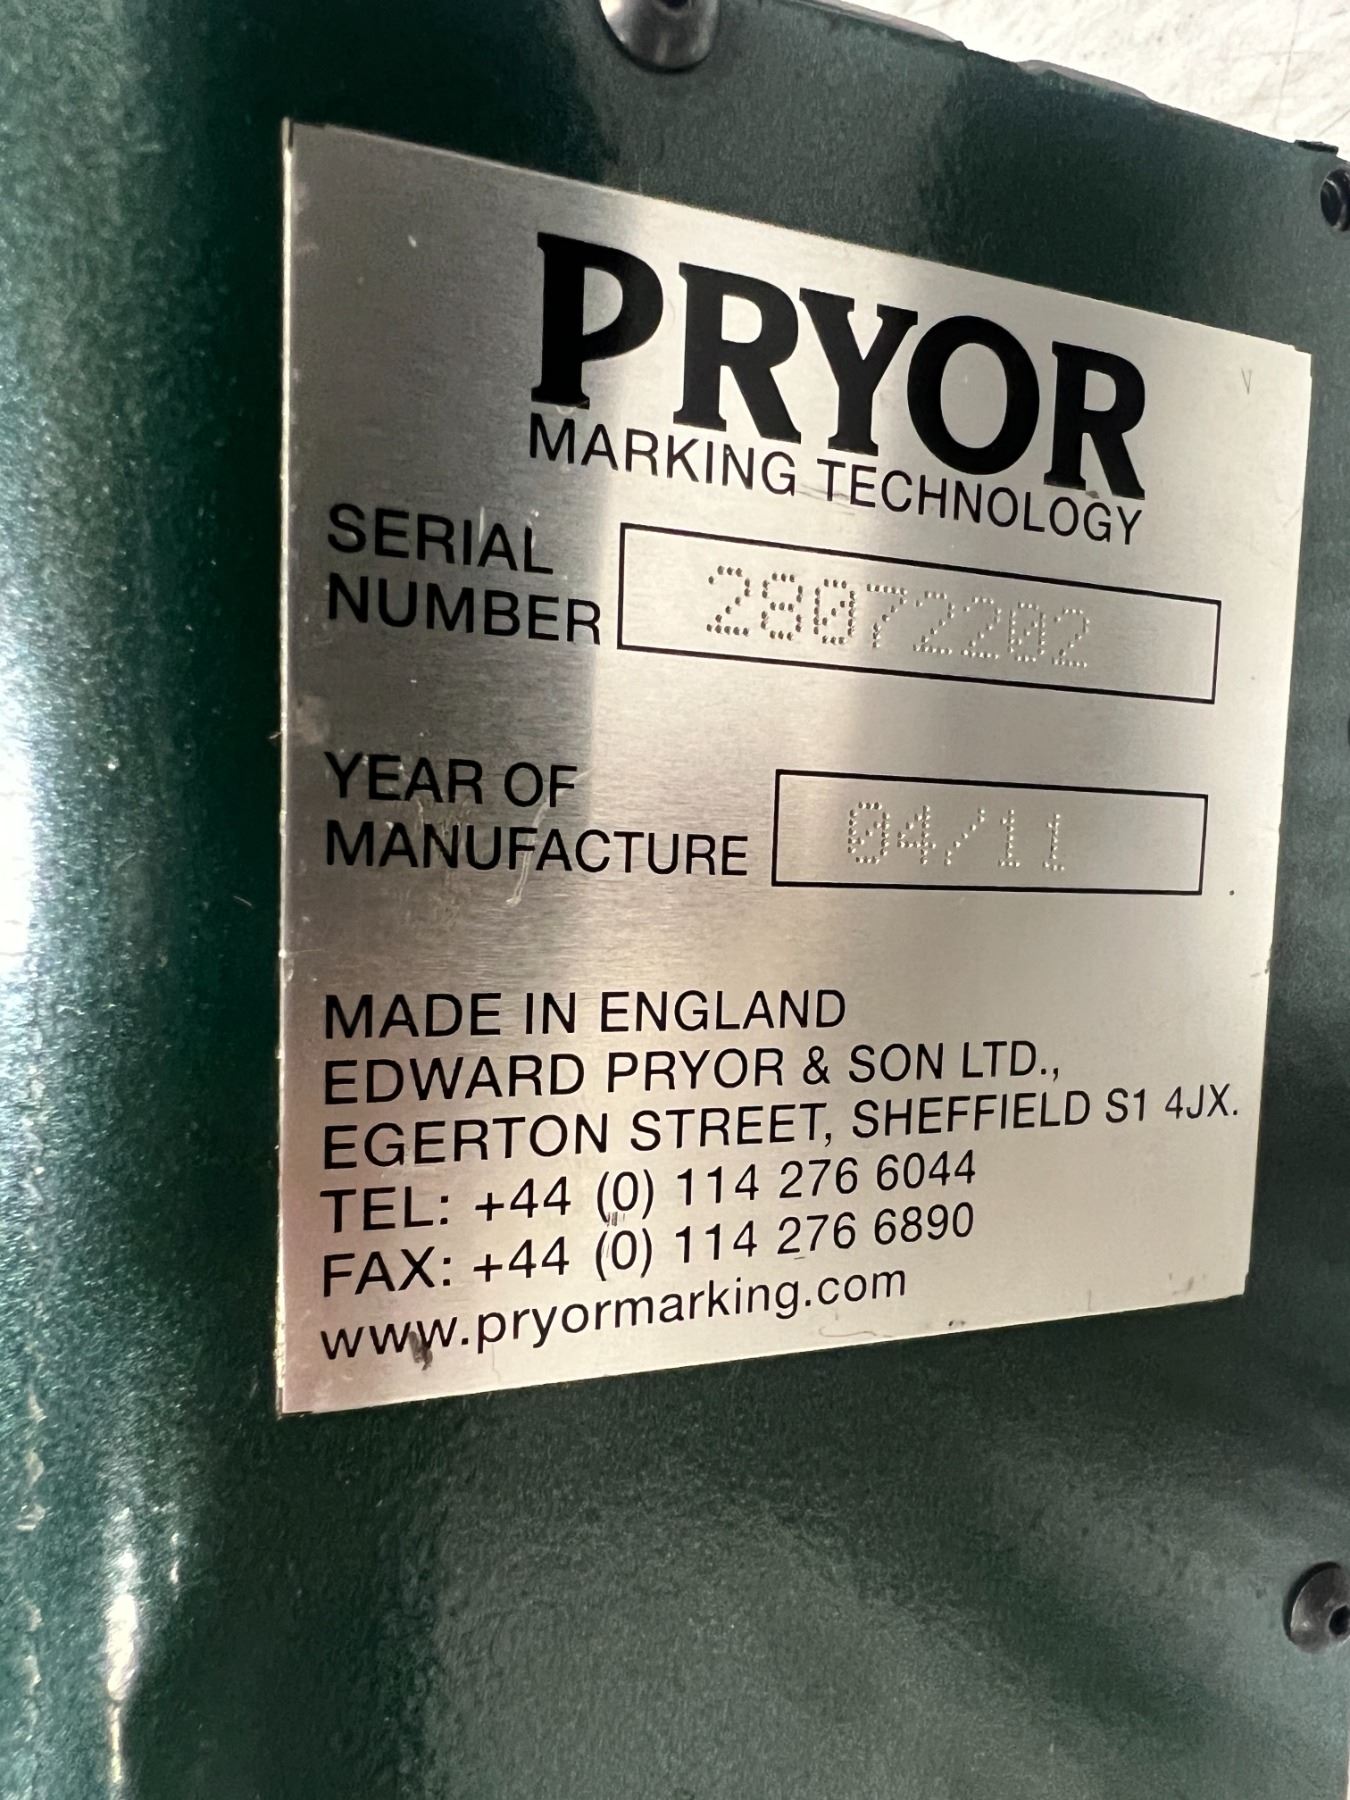 PRYOR
MARKING TECHNOLOGY
SERIAL
NUMBER 28072202
YEAR OF
MANUFACTURE 04/11
MADE IN ENGLAND
EDWARD PRYOR & SON LTD.,
EGERTON STREET, SHEFFIELD S1 4JX.
TEL: +44 (0) 114 276 6044
FAX: +44 (0) 114 276 6890
www.pryormarking.com